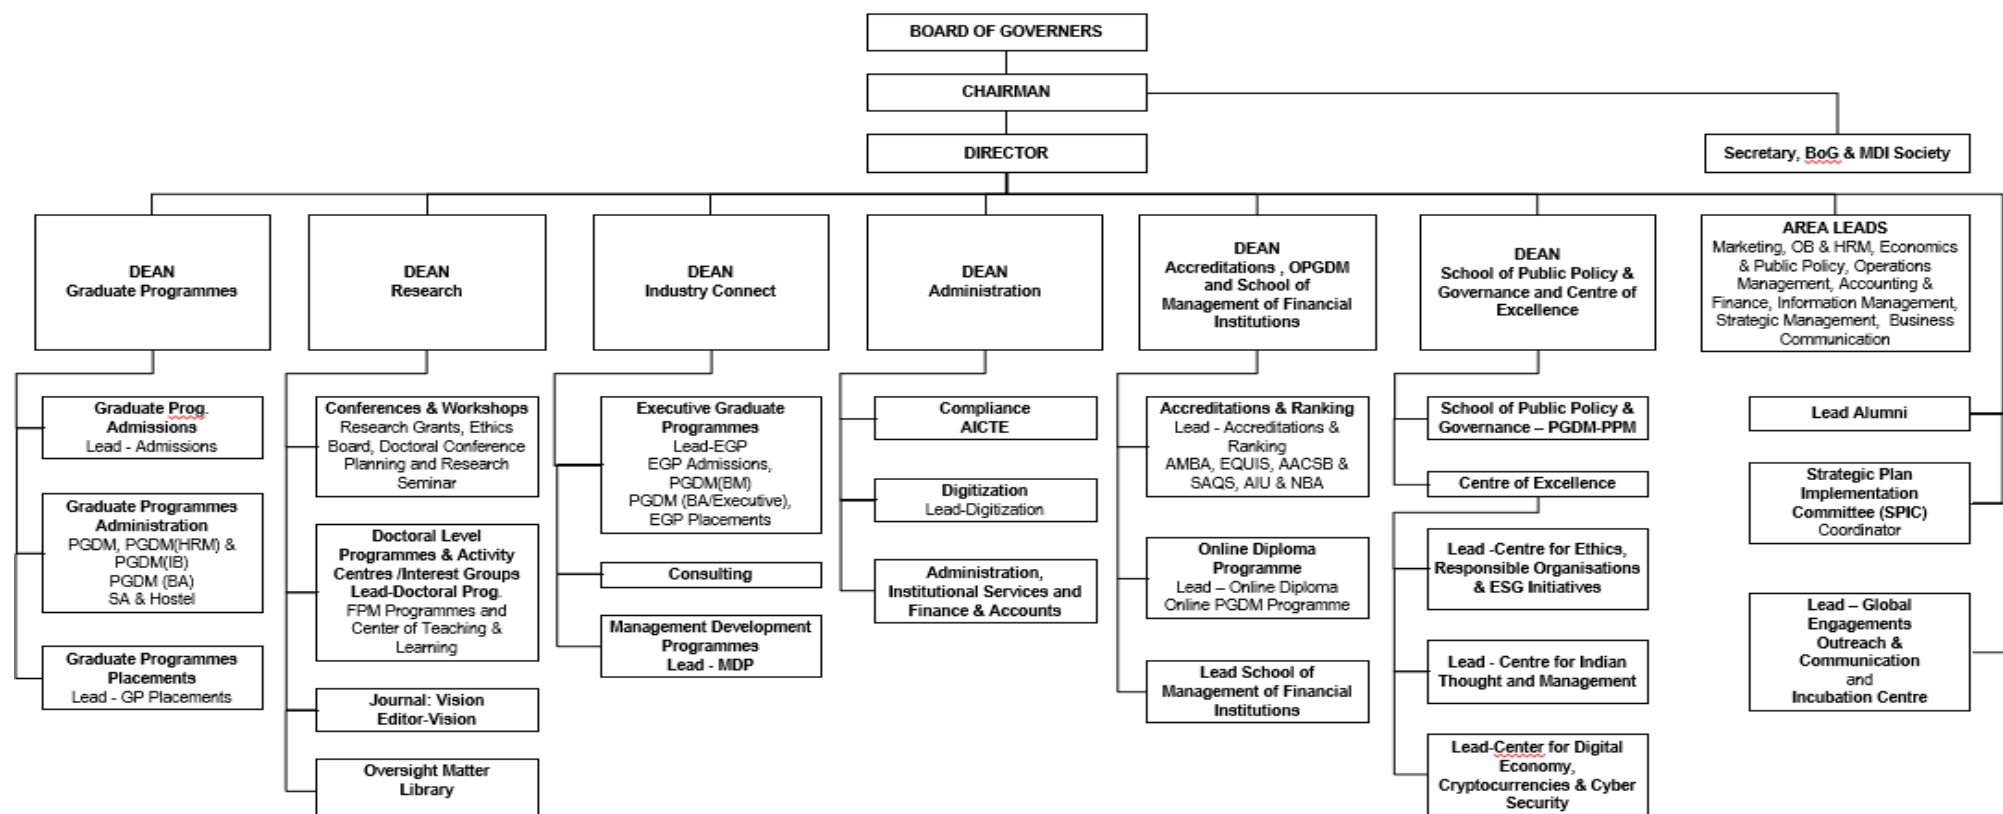 BOARD OF GOVERNERS
CHAIRMAN
DIRECTOR
Secretary, BoG & MDI Society
DEAN
Graduate Programmes
DEAN
Research
DEAN
Industry Connect
DEAN
Administration
DEAN
Accreditations , OPGDM
and School of
Management of Financial
Institutions
DEAN
School of Public Policy &
Governance and Centre of
Excellence
AREA LEADS
Marketing, OB & HRM, Economics
& Public Policy, Operations
Management, Accounting &
Finance, Information Management,
Strategic Management, Business
Communication
Graduate Prog.
Admissions
Lead - Admissions
Graduate Programmes
Administration
PGDM, PGDM(HRM) &
PGDM(IB)
PGDM (BA)
SA & Hostel
Graduate Programmes
Placements
Lead - GP Placements
Conferences & Workshops
Research Grants, Ethics
Board, Doctoral Conference
Planning and Research
Seminar
Doctoral Level
Programmes & Activity
Centres /Interest Groups
Lead-Doctoral Prog.
FPM Programmes and
Center of Teaching &
Learning
Journal: Vision
Editor-Vision
Oversight Matter
Library
Executive Graduate
Programmes
Lead-EGP
EGP Admissions,
PGDM(BM)
PGDM (BA/Executive),
EGP Placements
Consulting
Management Development
Programmes
Lead - MDP
Compliance
AICTE
Digitization
Lead-Digitization
Administration,
Institutional Services and
Finance & Accounts
Accreditations & Ranking
Lead - Accreditations &
Ranking
AMBA, EQUIS, AACSB &
SAQS, AIU & NBA
Online Diploma
Programme
Lead – Online Diploma
Online PGDM Programme
Lead School of
Management of Financial
Institutions
School of Public Policy &
Governance – PGDM-PPM
Centre of Excellence
Lead -Centre for Ethics,
Responsible Organisations
& ESG Initiatives
Lead - Centre for Indian
Thought and Management
Lead-Center for Digital
Economy,
Cryptocurrencies & Cyber
Security
Lead Alumni
Strategic Plan
Implementation
Committee (SPIC)
Coordinator
Lead – Global
Engagements
Outreach &
Communication
and
Incubation Centre